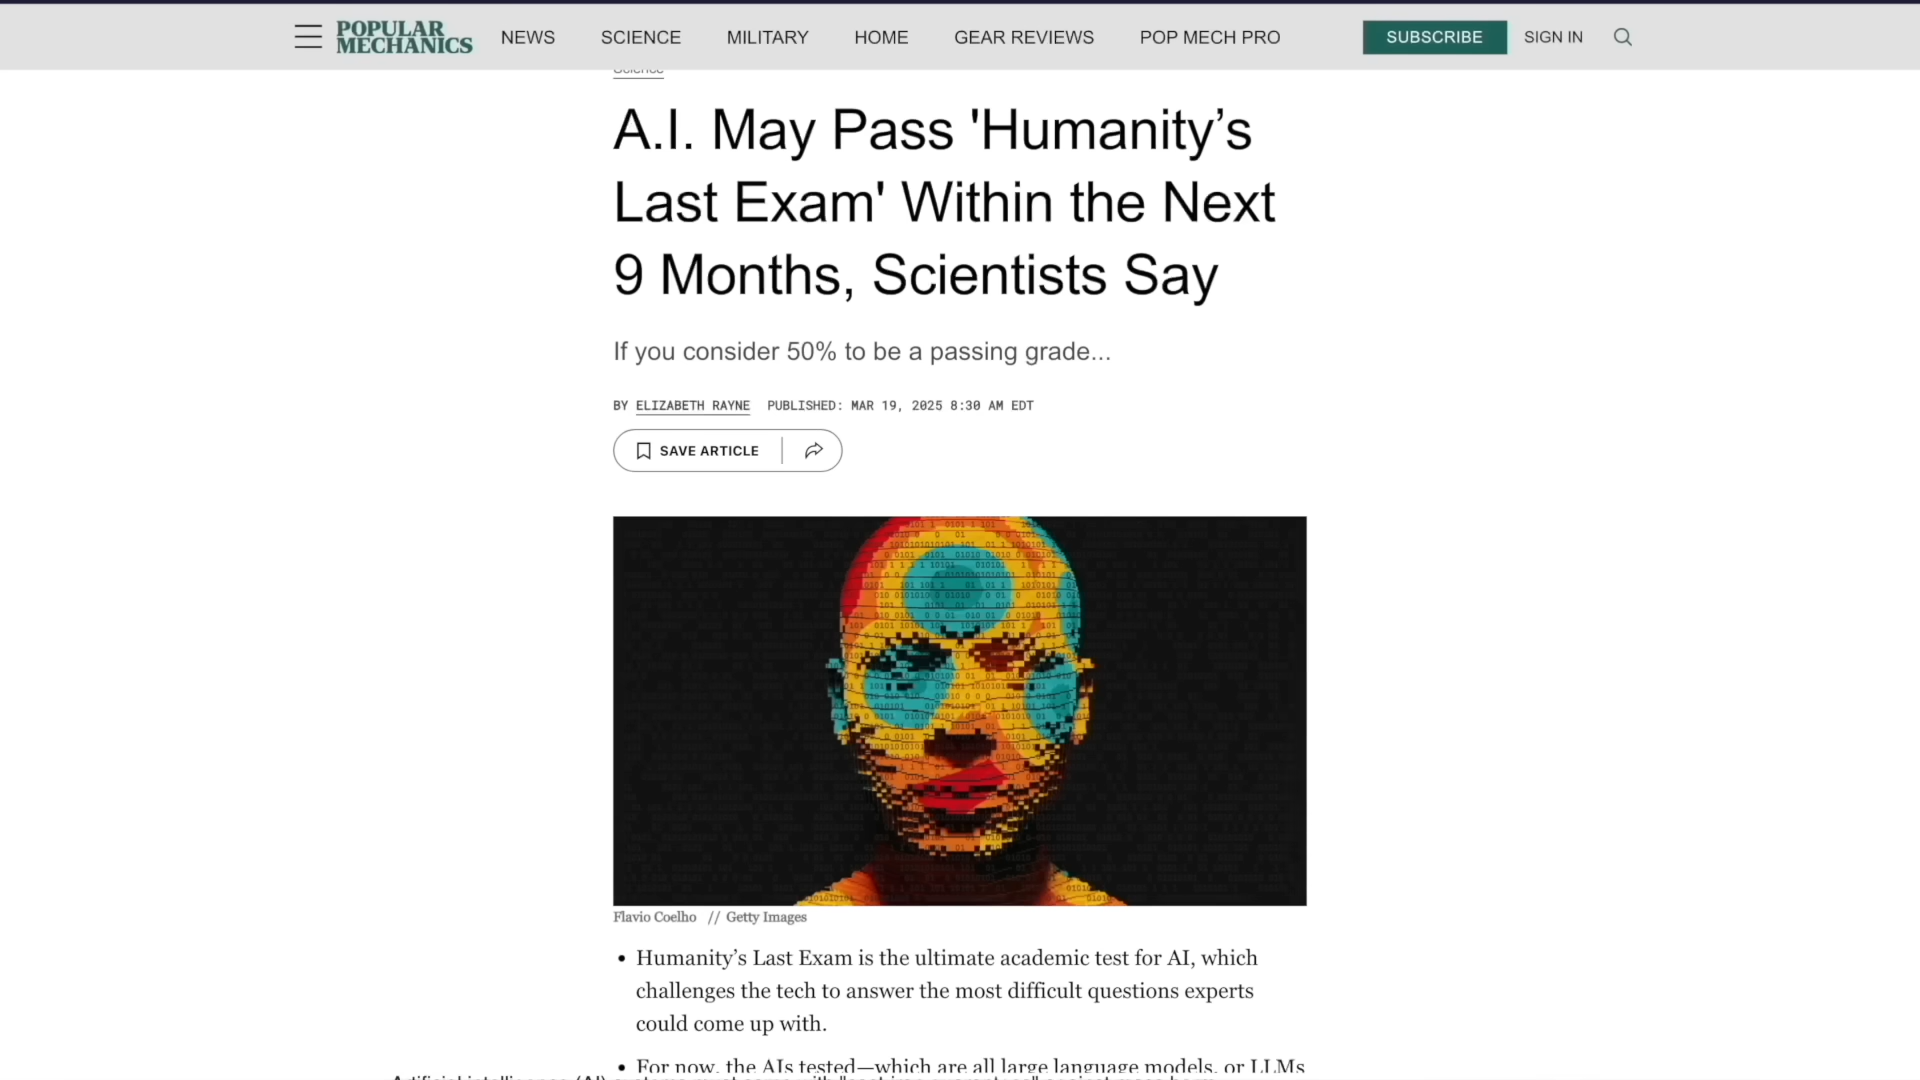 POPULAR
MECHANICS
NEWS
SCIENCE
MILITARY
HOME
GEAR REVIEWS
POP MECH PRO
SUBSCRIBE
SIGN IN
Science
A.I. May Pass 'Humanity’s
Last Exam' Within the Next
9 Months, Scientists Say
If you consider 50% to be a passing grade...
BY ELIZABETH RAYNE PUBLISHED: MAR 19, 2025 8:30 AM EDT
SAVE ARTICLE
Flavio Coelho // Getty Images
• Humanity’s Last Exam is the ultimate academic test for AI, which
challenges the tech to answer the most difficult questions experts
could come up with.
• For now, the AIs tested—which are all large language models, or LLMs